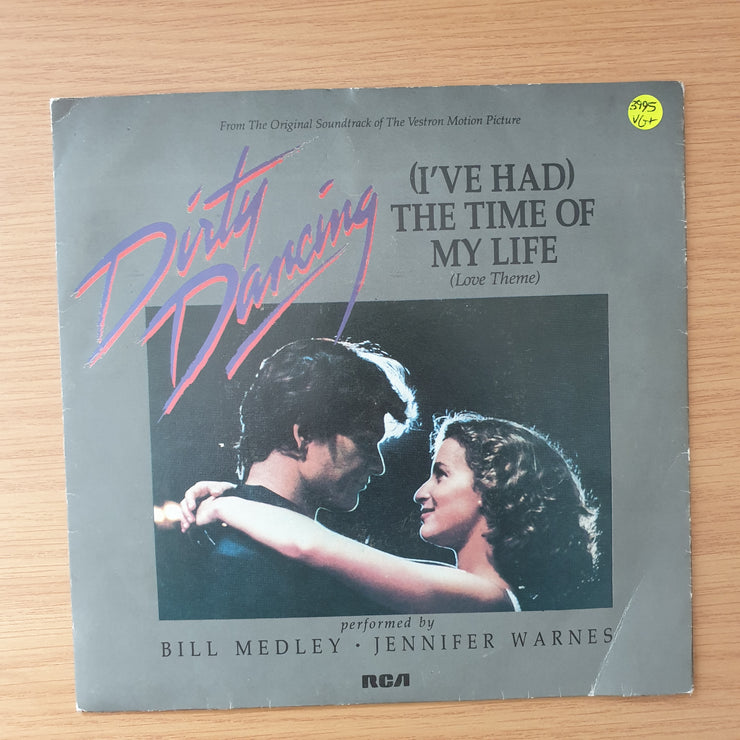 From The Original Soundtrack of The Vestron Motion Picture
3995
VG+
Dirty
Dancing
(I'VE HAD)
THE TIME OF
MY LIFE
(Love Theme)
performed by
BILL MEDLEY · JENNIFER WARNES
RCA